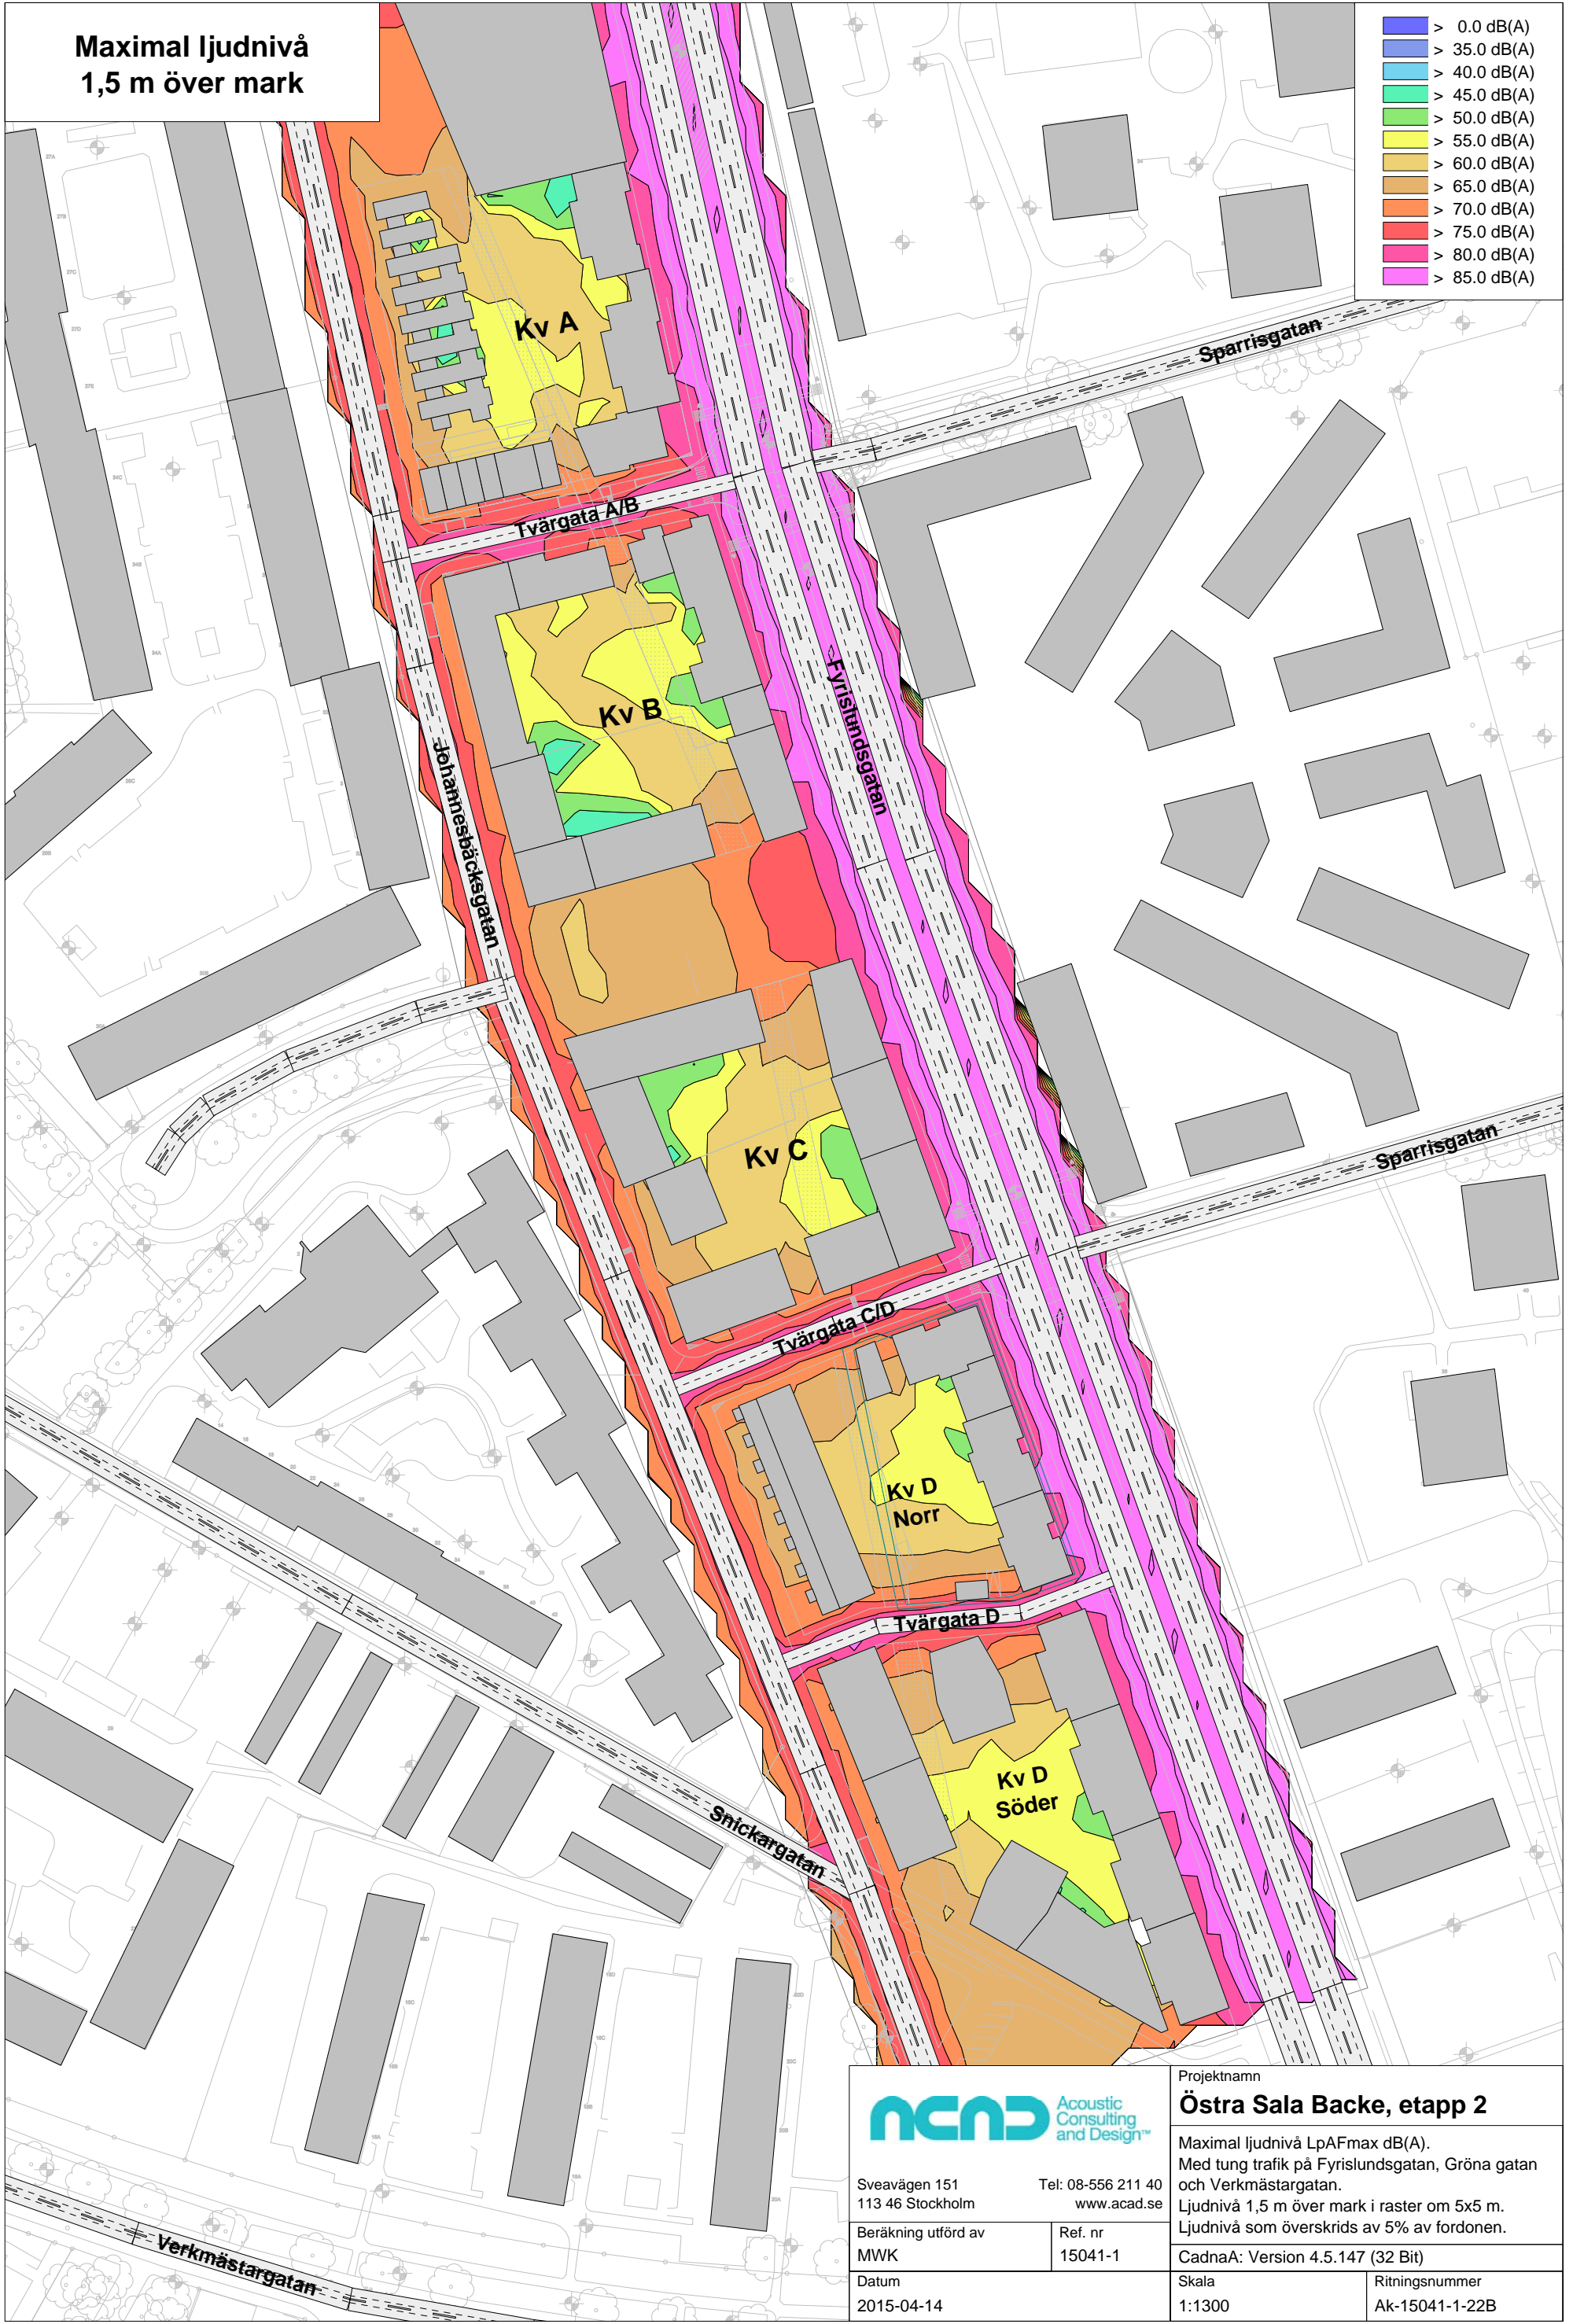 Maximal ljudnivå
1,5 m över mark
> 0.0 dB(A)
> 35.0 dB(A)
> 40.0 dB(A)
> 45.0 dB(A)
> 50.0 dB(A)
> 55.0 dB(A)
> 60.0 dB(A)
> 65.0 dB(A)
> 70.0 dB(A)
> 75.0 dB(A)
> 80.0 dB(A)
> 85.0 dB(A)
Kv A
Sparrisgatan
Tvärgata A/B
Kv B
Fyrislundsgatan
Johannesbäcksgatan
Kv C
Sparrisgatan
Tvärgata C/D
Kv D
Norr
Tvärgata D
Kv D
Söder
Snickargatan
Verkmästargatan
acad
Acoustic
Consulting
and Design™
Sveavägen 151
113 46 Stockholm
Tel: 08-556 211 40
www.acad.se
Beräkning utförd av
MWK
Ref. nr
15041-1
Datum
2015-04-14
Projektnamn
Östra Sala Backe, etapp 2
Maximal ljudnivå LpAFmax dB(A).
Med tung trafik på Fyrislundsgatan, Gröna gatan
och Verkmästargatan.
Ljudnivå 1,5 m över mark i raster om 5x5 m.
Ljudnivå som överskrids av 5% av fordonen.
CadnaA: Version 4.5.147 (32 Bit)
Skala
1:1300
Ritningsnummer
Ak-15041-1-22B